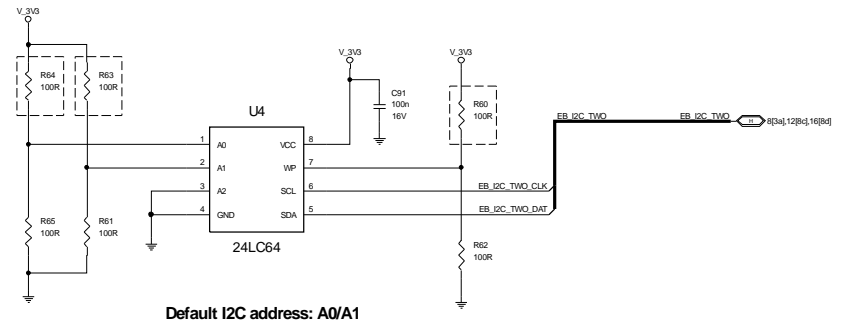 V_3V3
R64
100R
R63
100R
V_3V3
V_3V3
C91
100n
16V
R60
100R
EB_I2C_TWO
EB_I2C_TWO
H
8[3a],12[8c],16[8d]
U4
1
A0
VCC
8
2
A1
WP
7
3
A2
SCL
6
EB_I2C_TWO_CLK
4
GND
SDA
5
EB_I2C_TWO_DAT
24LC64
R65
100R
R61
100R
R62
100R
Default I2C address: A0/A1